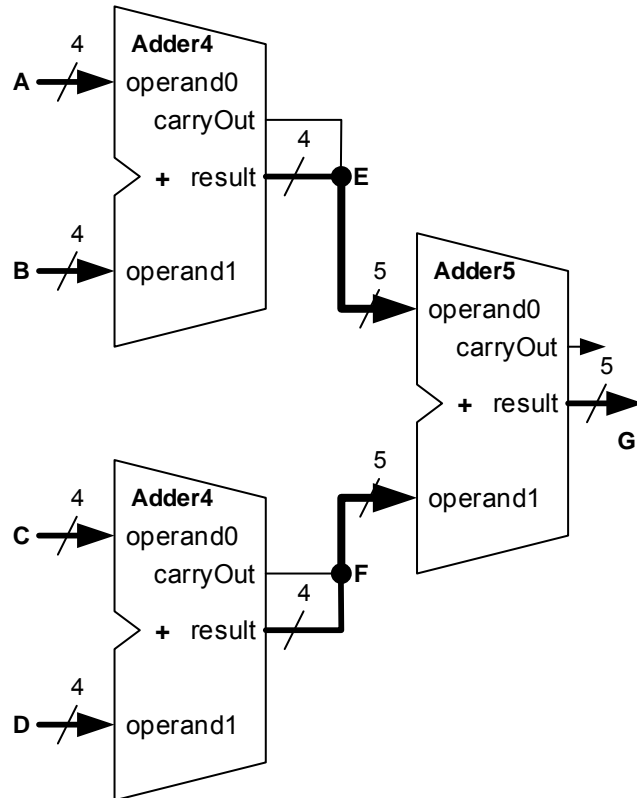 4
Adder4
A
operand0
carryOut
4
+ result
E
4
B
operand1
5
Adder5
operand0
carryOut
5
+ result
G
5
operand1
4
Adder4
C
operand0
carryOut
F
4
+ result
4
D
operand1